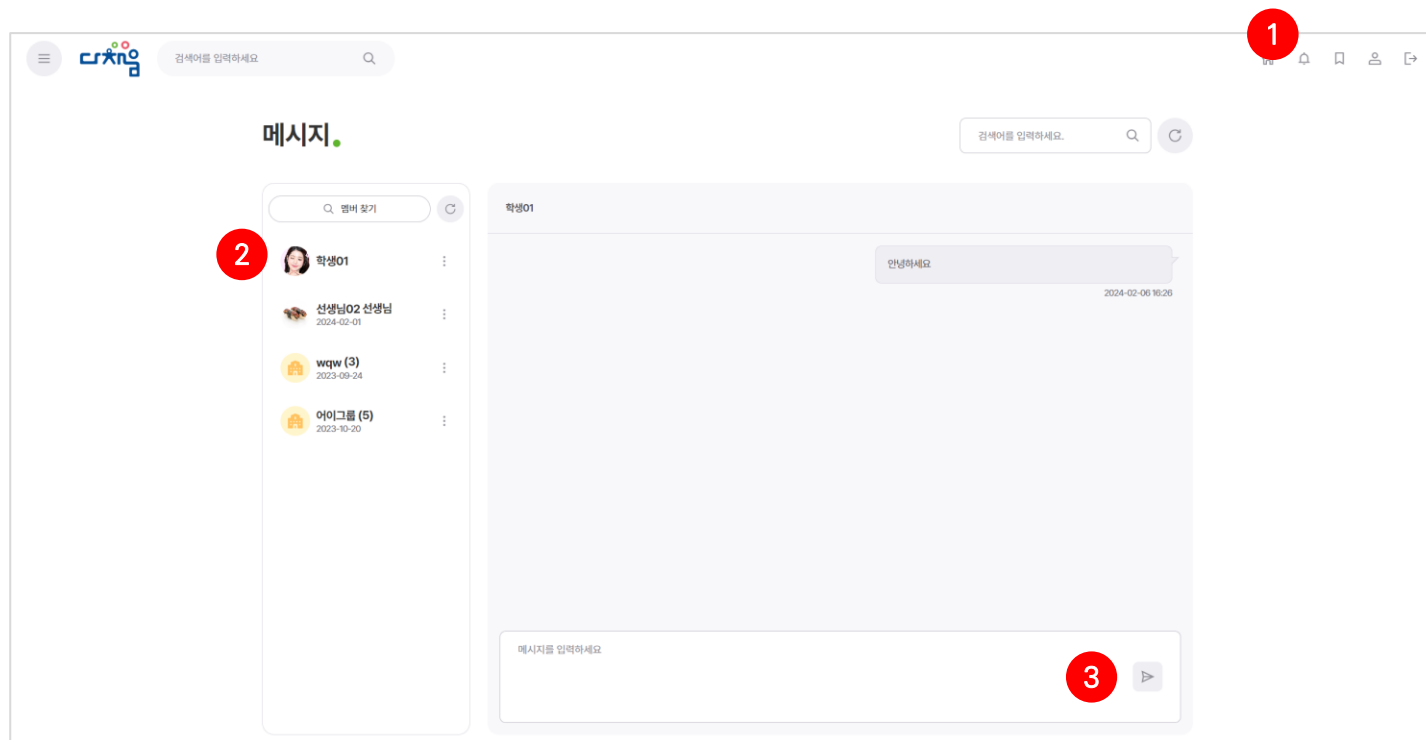 1
다채움
검색어를 입력하세요
메시지.
검색어를 입력하세요.
멤버 찾기
학생01
2
학생01
안녕하세요
2024-02-06 16:26
선생님02 선생님
2024-02-01
wqw (3)
2023-09-24
어이그룹 (5)
2023-10-20
메시지를 입력하세요
3